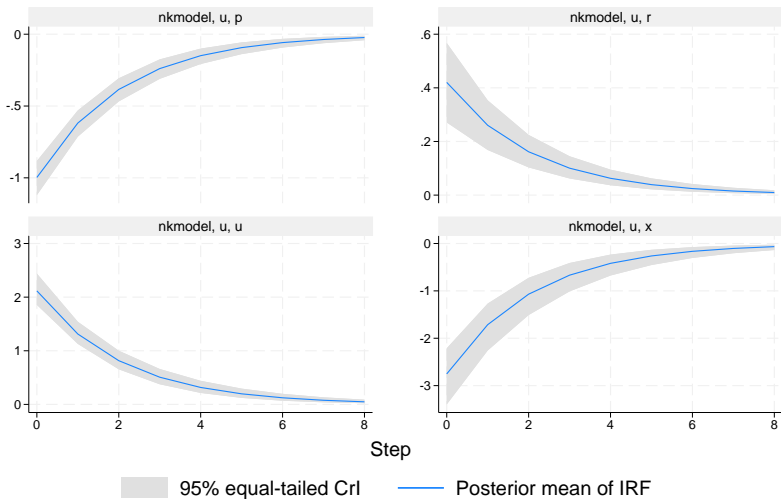 nkmodel, u, p
0
-.5
-1
nkmodel, u, r
.6
.4
.2
0
nkmodel, u, u
3
2
1
0
0 2 4 6 8
nkmodel, u, x
0
-1
-2
-3
0 2 4 6 8
Step
95% equal-tailed CrI Posterior mean of IRF